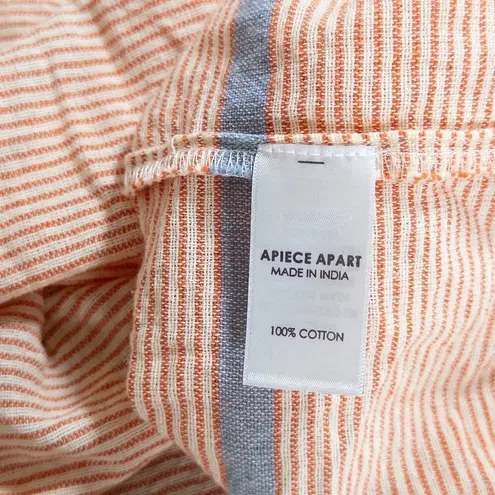 APIECE APART
MADE IN INDIA
100% COTTON